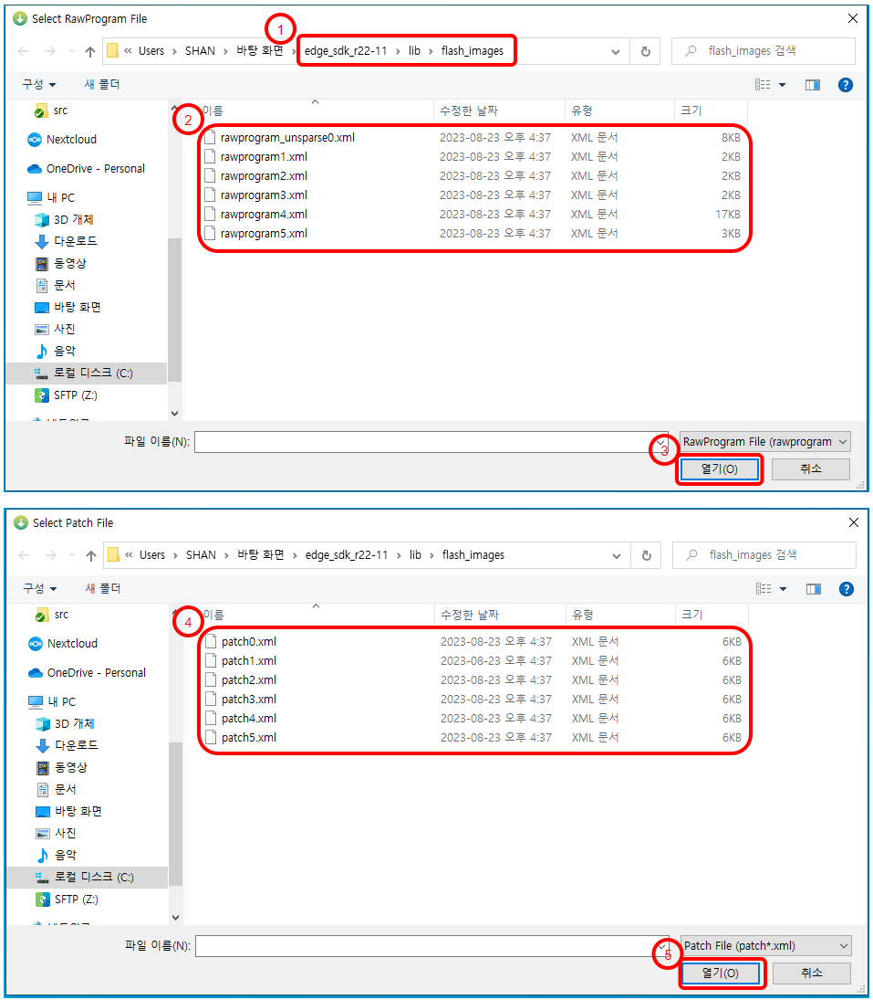 Select RawProgram File
1
« Users › SHAN › 바탕 화면 › edge_sdk_r22-11 › lib › flash_images
flash_images 검색
구성 새 폴더
?
src
Nextcloud
OneDrive - Personal
내 PC
3D 개체
다운로드
동영상
문서
바탕 화면
사진
음악
로컬 디스크 (C:)
SFTP (Z:)
2
이름 수정한 날짜 유형 크기
rawprogram_unsparse0.xml 2023-08-23 오후 4:37 XML 문서 8KB
rawprogram1.xml 2023-08-23 오후 4:37 XML 문서 2KB
rawprogram2.xml 2023-08-23 오후 4:37 XML 문서 2KB
rawprogram3.xml 2023-08-23 오후 4:37 XML 문서 2KB
rawprogram4.xml 2023-08-23 오후 4:37 XML 문서 17KB
rawprogram5.xml 2023-08-23 오후 4:37 XML 문서 3KB
파일 이름(N):
3
RawProgram File (rawprogram
열기(O) 취소
Select Patch File
« Users › SHAN › 바탕 화면 › edge_sdk_r22-11 › lib › flash_images
flash_images 검색
구성 새 폴더
?
src
Nextcloud
OneDrive - Personal
내 PC
3D 개체
다운로드
동영상
문서
바탕 화면
사진
음악
로컬 디스크 (C:)
SFTP (Z:)
4
이름 수정한 날짜 유형 크기
patch0.xml 2023-08-23 오후 4:37 XML 문서 6KB
patch1.xml 2023-08-23 오후 4:37 XML 문서 6KB
patch2.xml 2023-08-23 오후 4:37 XML 문서 6KB
patch3.xml 2023-08-23 오후 4:37 XML 문서 6KB
patch4.xml 2023-08-23 오후 4:37 XML 문서 6KB
patch5.xml 2023-08-23 오후 4:37 XML 문서 6KB
파일 이름(N):
5
Patch File (patch*.xml)
열기(O) 취소